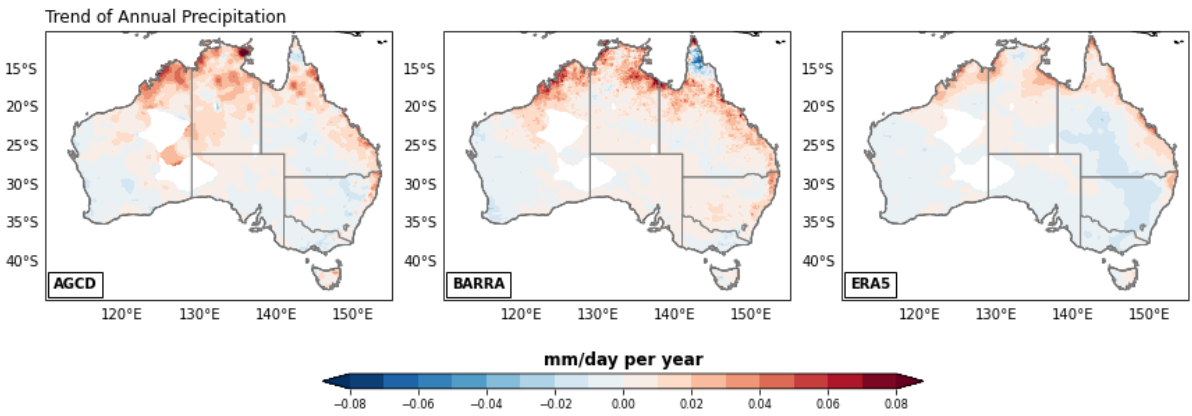 Trend of Annual Precipitation
15°S 15°S 15°S
20°S 20°S 20°S
25°S 25°S 25°S
30°S 30°S 30°S
35°S 35°S 35°S
40°S 40°S 40°S
AGCD BARRA ERA5
120°E 130°E 140°E 150°E 120°E 130°E 140°E 150°E 120°E 130°E 140°E 150°E
mm/day per year
−0.08 −0.06 −0.04 −0.02 0.00 0.02 0.04 0.06 0.08